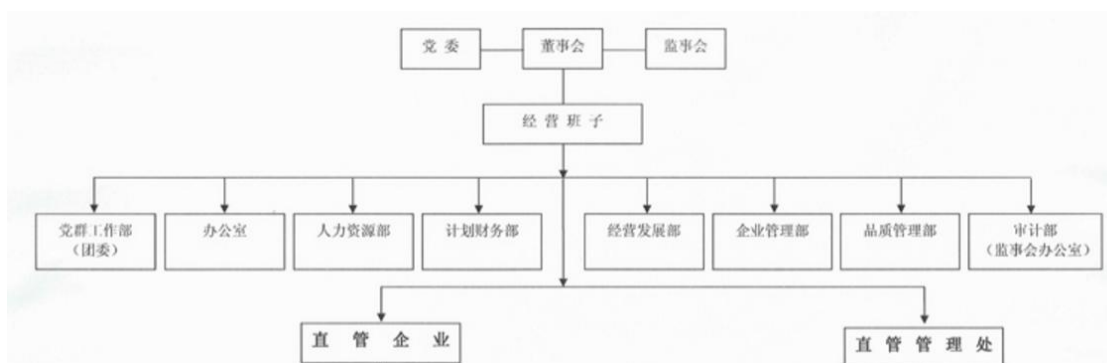 党 委
董事会
监事会
经 营 班 子
党群工作部
（团委）
办公室
人力资源部
计划财务部
经营发展部
企业管理部
品质管理部
审计部
（监事会办公室）
直 管 企 业
直 管 管 理 处